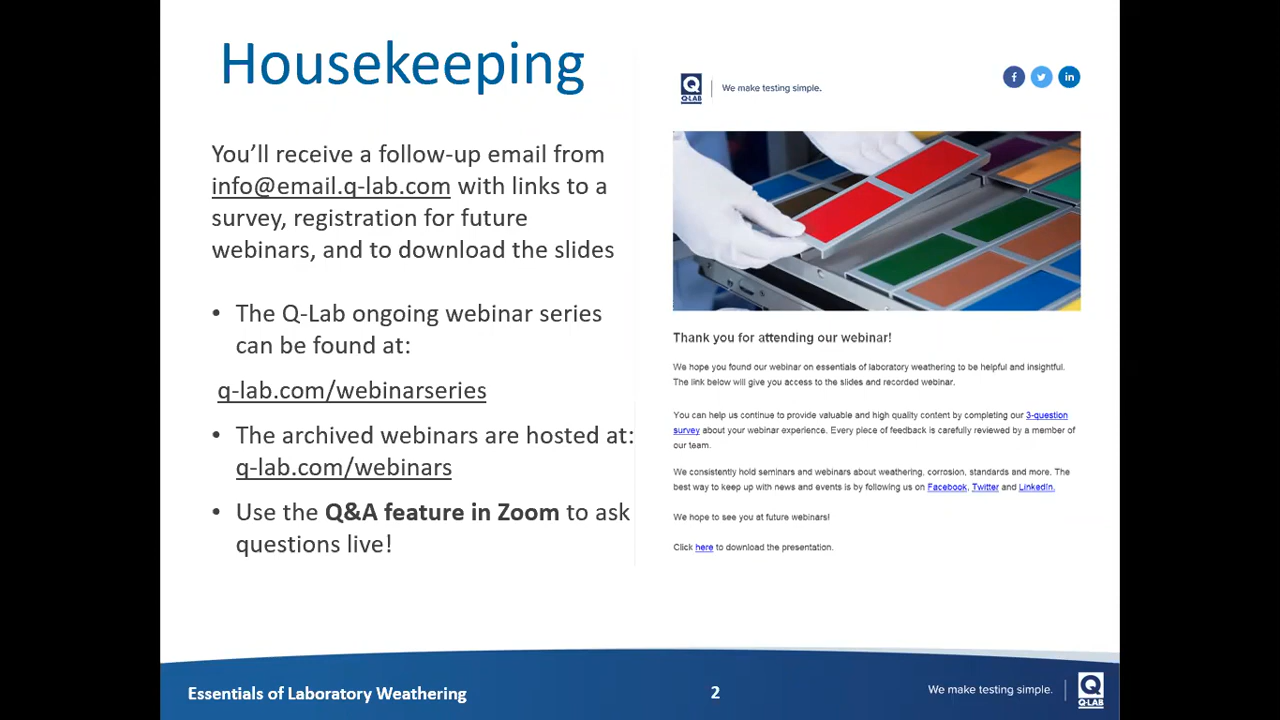 Housekeeping
You'll receive a follow-up email from
info@email.q-lab.com with links to a
survey, registration for future
webinars, and to download the slides
• The Q-Lab ongoing webinar series
can be found at:
q-lab.com/webinarseries
• The archived webinars are hosted at:
q-lab.com/webinars
• Use the Q&A feature in Zoom to ask
questions live!
Q-LAB
We make testing simple.
Thank you for attending our webinar!
We hope you found our webinar on essentials of laboratory weathering to be helpful and insightful.
The link below will give you access to the slides and recorded webinar.
You can help us continue to provide valuable and high quality content by completing our 3-question
survey about your webinar experience. Every piece of feedback is carefully reviewed by a member of
our team.
We consistently hold seminars and webinars about weathering, corrosion, standards and more. The
best way to keep up with news and events is by following us on Facebook, Twitter and LinkedIn.
We hope to see you at future webinars!
Click here to download the presentation.
Essentials of Laboratory Weathering
2
We make testing simple.
Q-LAB